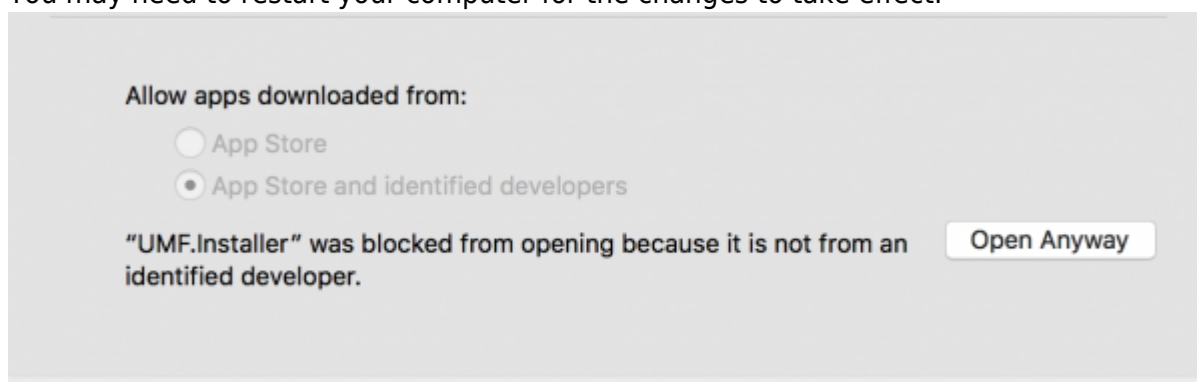 You may need to restart your computer for the changes to take effect.
Allow apps downloaded from:
App Store
App Store and identified developers
“UMF.Installer” was blocked from opening because it is not from an
Open Anyway
identified developer.